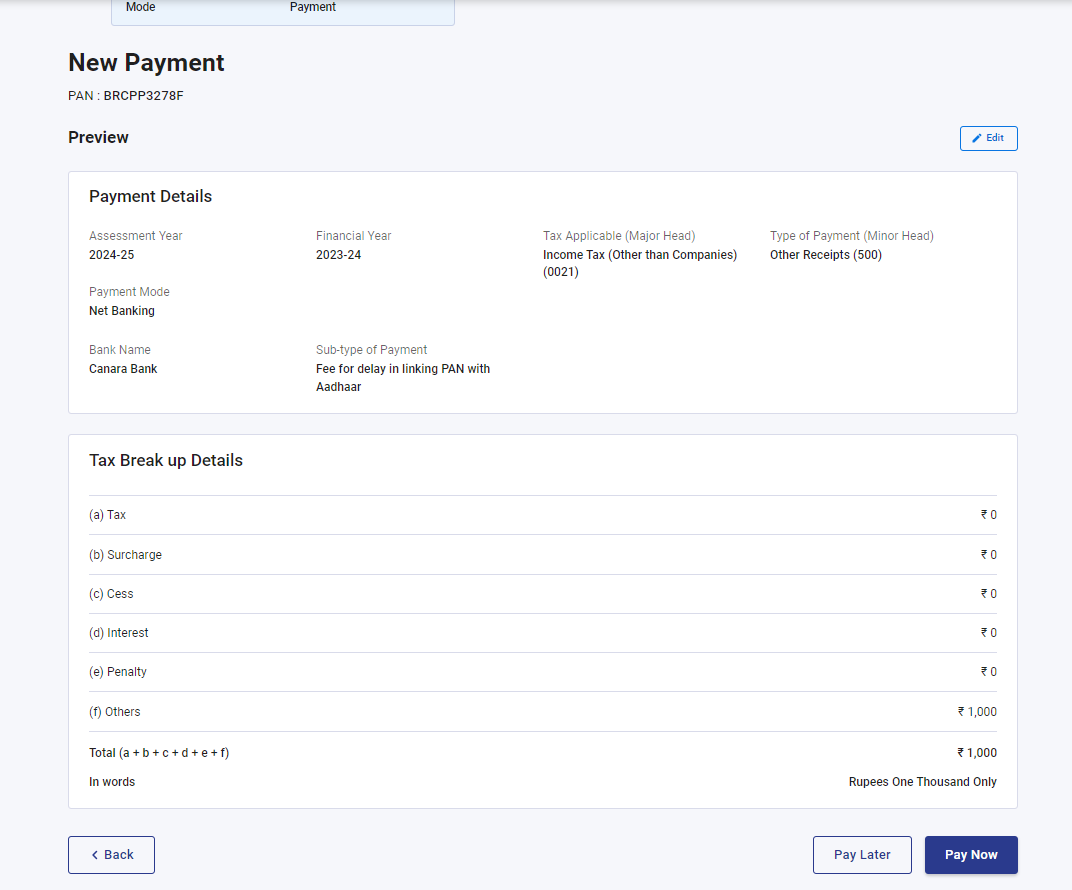 Mode Payment
New Payment
PAN : BRCPP3278F
Preview
Edit
Payment Details
Assessment Year Financial Year Tax Applicable (Major Head) Type of Payment (Minor Head)
2024-25 2023-24 Income Tax (Other than Companies) Other Receipts (500)
(0021)
Payment Mode
Net Banking
Bank Name Sub-type of Payment
Canara Bank Fee for delay in linking PAN with
Aadhaar
Tax Break up Details
(a) Tax ₹ 0
(b) Surcharge ₹ 0
(c) Cess ₹ 0
(d) Interest ₹ 0
(e) Penalty ₹ 0
(f) Others ₹ 1,000
Total (a + b + c + d + e + f) ₹ 1,000
In words Rupees One Thousand Only
Back Pay Later Pay Now